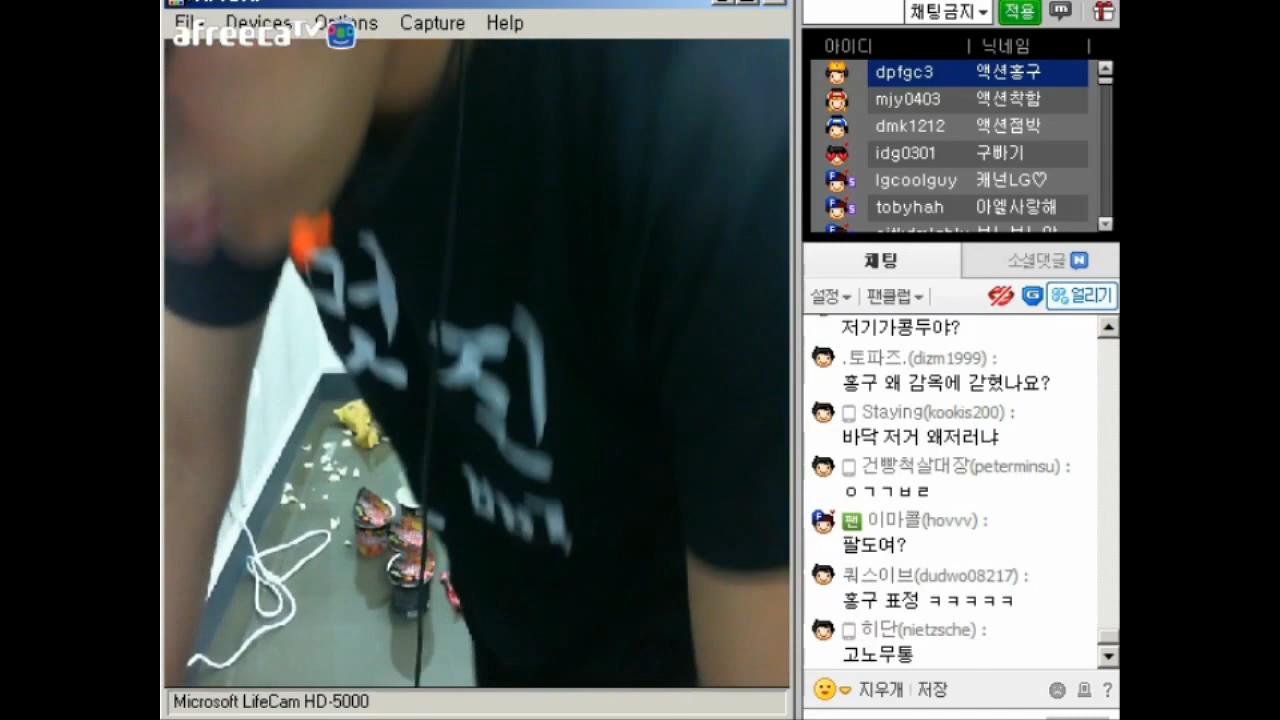 Devices Options Capture Help
afreecaTV
채팅금지
적용
아이디 | 닉네임 |
dpfgc3 액션홍구
mjy0403 액션착함
dmk1212 액션점박
idg0301 구빠기
lgcoolguy 캐넌LG♡
tobyhah 아엘사랑해
채팅 소셜댓글 N
설정 | 팬클럽 | G 얼리기
저기가콩두야?
.토파즈.(dizm1999) :
홍구 왜 감옥에 갇혔나요?
Staying(kookis200) :
바닥 저거 왜저러냐
건빵척살대장(peterminsu) :
ㅇㄱㄱㅂㄹ
팬 이마콜(hovvv) :
팔도여?
쿼스이브(dudwo08217) :
홍구 표정 ㅋㅋㅋㅋㅋ
히단(nietzsche) :
고노무통
지우개 | 저장 ?
Microsoft LifeCam HD-5000